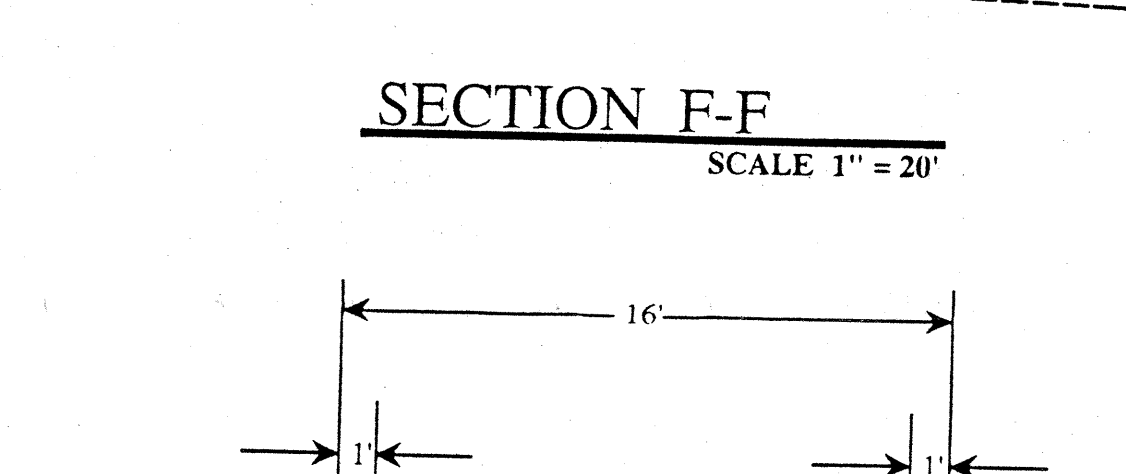 SECTION F-F
SCALE 1" = 20'
16'
1' 1'